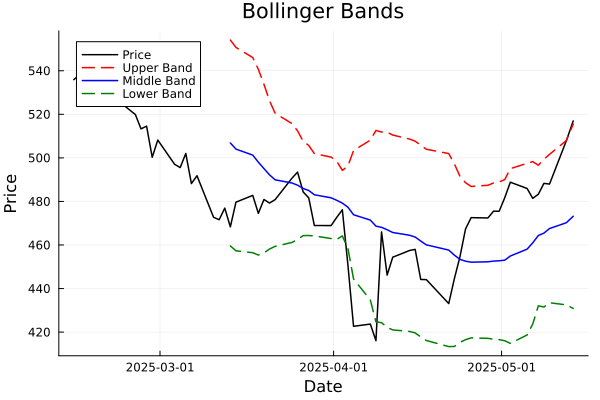 Bollinger Bands
Price
Upper Band
Middle Band
Lower Band
Price
540
520
500
480
460
440
420
2025-03-01
2025-04-01
2025-05-01
Date